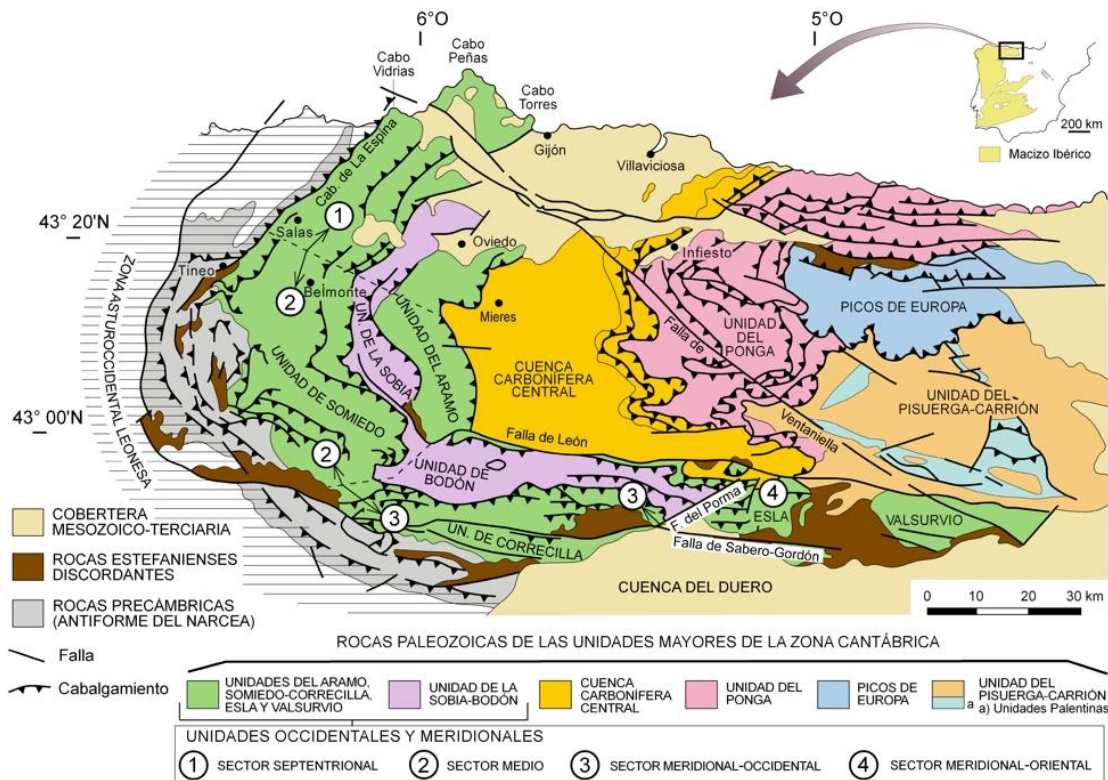 6°O
5°O
Cabo
Peñas
Cabo
Vidrias
Cabo
Torres
200 km
Macizo Ibérico
Gijón
Villaviciosa
Cab. de La Espina
43° 20'
NORD
1
Salas
Oviedo
Infiesto
Tineo
2
Belmonte
Mieres
ZONA ASTUROCCIDENTAL LEONESA
UN. DE LA SOBIA
UNIDAD DEL ARAMO
CUENCA
CARBONÍFERA
CENTRAL
Falla de
Ventaniella
UNIDAD
DEL
PONGA
PICOS DE EUROPA
UNIDAD DEL
PISUERGA-CARRIÓN
UNIDAD DE SOMIEDO
43° 00'N
Falla de León
2
UNIDAD DE
BODÓN
3
3
4
F. del Porma
ESLA
VALSURVIO
UN. DE CORRECILLA
Falla de Sabero-Gordón
CUENCA DEL DUERO
0 10 20 30 km
COBERTERA
MESOZOICO-TERCIARIA
ROCAS ESTEFANIENSES
DISCORDANTES
ROCAS PRECÁMBRICAS
(ANTIFORME DEL NARCEA)
Falla
Cabalgamiento
ROCAS PALEOZOICAS DE LAS UNIDADES MAYORES DE LA ZONA CANTÁBRICA
UNIDADES DEL ARAMO,
SOMIEDO-CORRECILLA,
ESLA Y VALSURVIO
UNIDAD DE LA
SOBIA-BODÓN
CUENCA
CARBONÍFERA
CENTRAL
UNIDAD DEL
PONGA
PICOS DE
EUROPA
UNIDAD DEL
PISUERGA-CARRIÓN
a a) Unidades Palentinas
UNIDADES OCCIDENTALES Y MERIDIONALES
1 SECTOR SEPTENTRIONAL
2 SECTOR MEDIO
3 SECTOR MERIDIONAL-OCCIDENTAL
4 SECTOR MERIDIONAL-ORIENTAL